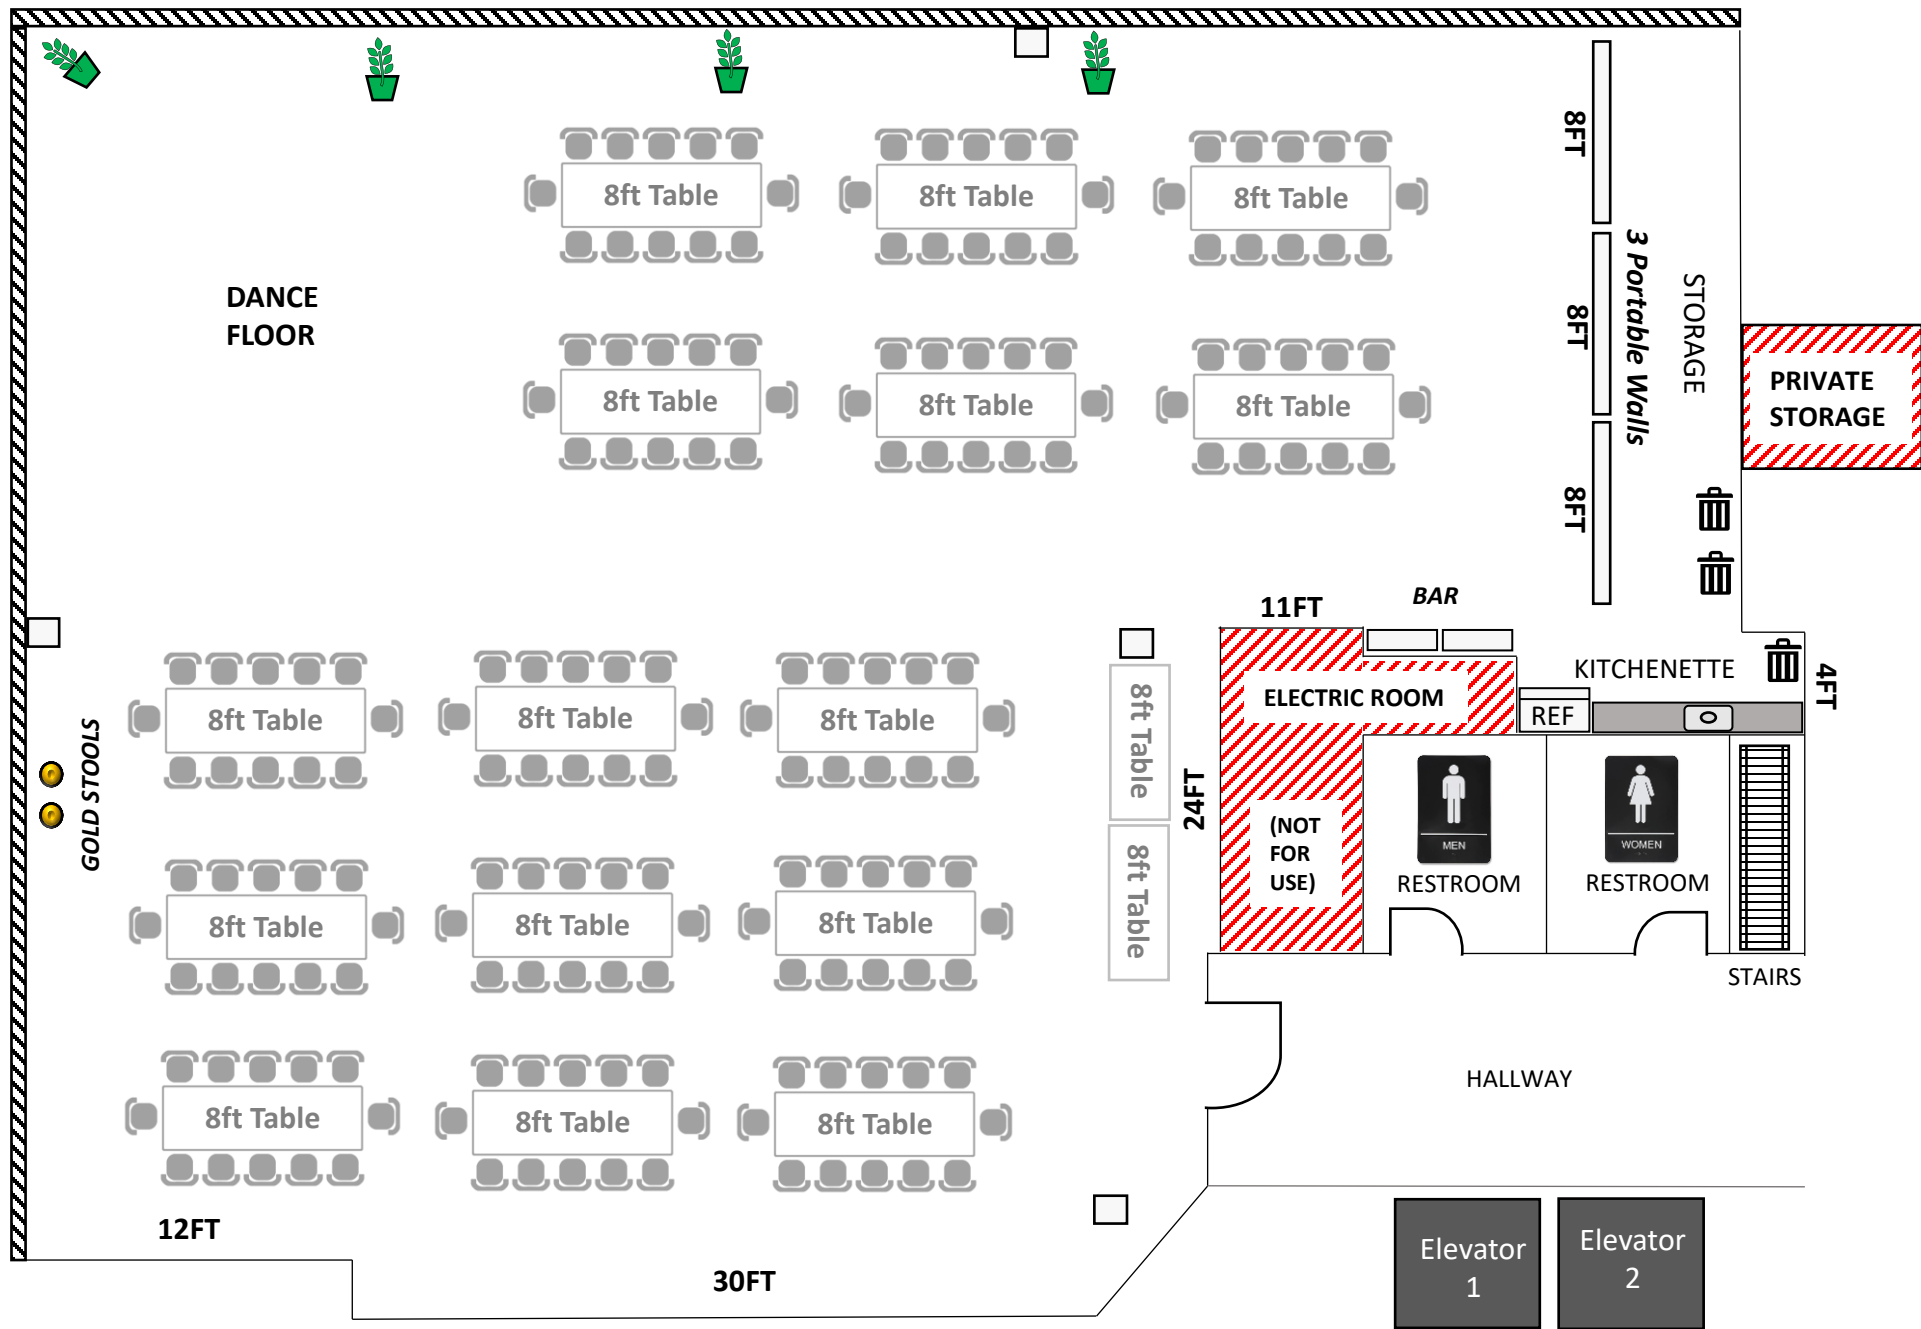 8ft Table
8ft Table
8ft Table
8FT
DANCE
FLOOR
8FT
3 Portable Walls
STORAGE
8ft Table
8ft Table
8ft Table
PRIVATE
STORAGE
8FT
11FT
BAR
KITCHENETTE
4FT
ELECTRIC ROOM
REF
8ft Table
8ft Table
8ft Table
8ft Table
GOLD STOOLS
24FT
(NOT
FOR
USE)
MEN
RESTROOM
WOMEN
RESTROOM
8ft Table
8ft Table
8ft Table
8ft Table
STAIRS
HALLWAY
8ft Table
8ft Table
8ft Table
12FT
30FT
Elevator
1
Elevator
2